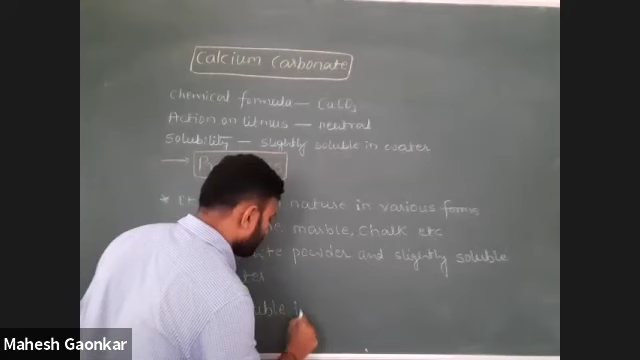 Calcium Carbonate
Chemical formula — CaCO3
Action on litmus — neutral
Solubility — slightly soluble in water
* It nature in various forms
marble, chalk etc
powder and slightly soluble
Mahesh Gaonkar